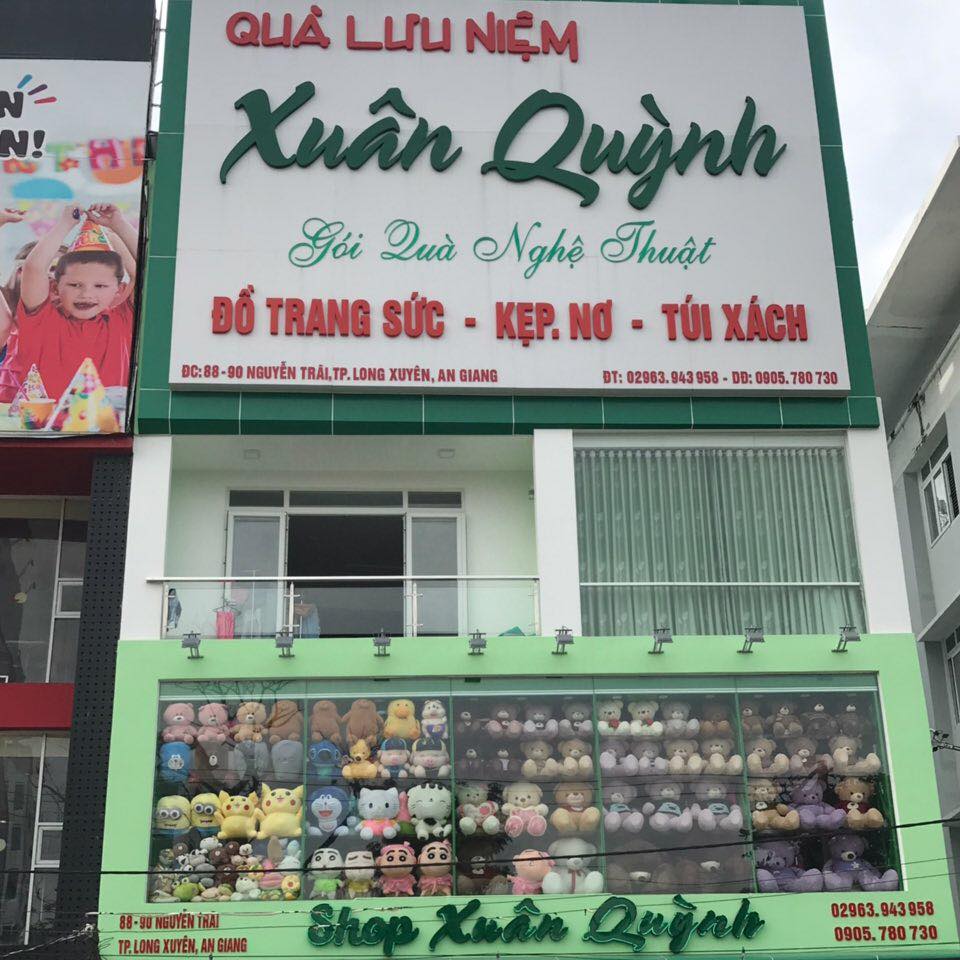 QUÀ LƯU NIỆM
Xuân Quỳnh
Gói Quà Nghệ Thuật
ĐỒ TRANG SỨC - KẸP. NƠ - TÚI XÁCH
ĐC: 88-90 NGUYỄN TRÃI, TP. LONG XUYÊN, AN GIANG ĐT: 02963.943 958 - DĐ: 0905.780 730
Shop Xuân Quỳnh
88-90 NGUYỄN TRÃI
TP. LONG XUYÊN, AN GIANG
02963.943 958
0905.780 730